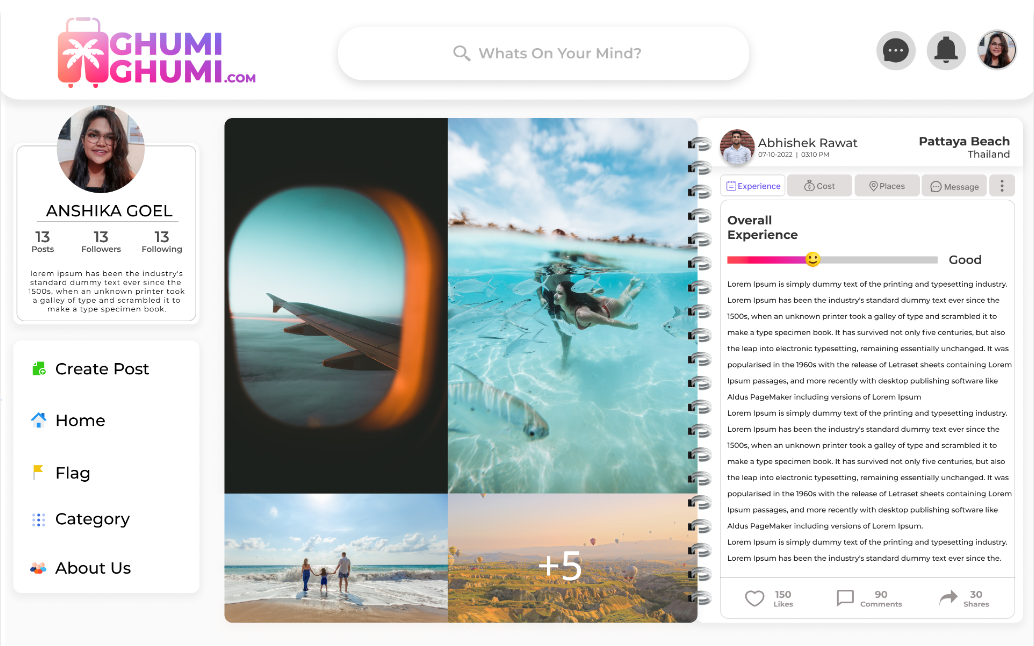 GHUMI
GHUMI.COM
Whats On Your Mind?
ANSHIKA GOEL
13 13 13
Posts Followers Following
lorem Ipsum has been the industry's
standard dummy text ever since the
1500s, when an unknown printer took
a galley of type and scrambled it to
make a type specimen book.
Create Post
Home
Flag
Category
About Us
+5
Abhishek Rawat
07-10-2022 | 03:10 PM
Pattaya Beach
Thailand
Experience Cost Places Message
Overall
Experience
Good
Lorem Ipsum is simply dummy text of the printing and typesetting industry.
Lorem Ipsum has been the industry's standard dummy text ever since the
1500s, when an unknown printer took a galley of type and scrambled it to
make a type specimen book. It has survived not only five centuries, but also
the leap into electronic typesetting, remaining essentially unchanged. It was
popularised in the 1960s with the release of Letraset sheets containing Lorem
Ipsum passages, and more recently with desktop publishing software like
Aldus PageMaker including versions of Lorem Ipsum
Lorem Ipsum is simply dummy text of the printing and typesetting industry.
Lorem Ipsum has been the industry's standard dummy text ever since the
1500s, when an unknown printer took a galley of type and scrambled it to
make a type specimen book. It has survived not only five centuries, but also
the leap into electronic typesetting, remaining essentially unchanged. It was
popularised in the 1960s with the release of Letraset sheets containing Lorem
Ipsum passages, and more recently with desktop publishing software like
Aldus PageMaker including versions of Lorem Ipsum.
Lorem Ipsum is simply dummy text of the printing and typesetting industry.
Lorem Ipsum has been the industry's standard dummy text ever since the.
150 90 30
Likes Comments Shares